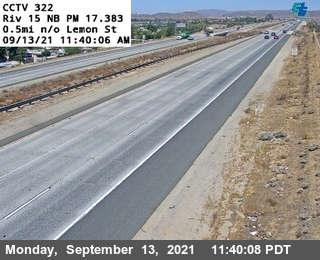 CCTV 322
Riv 15 NB PM 17.383
0.5mi n/o Lemon St
09/13/21 11:40:06 AM
Monday, September 13, 2021 11:40:08 PDT